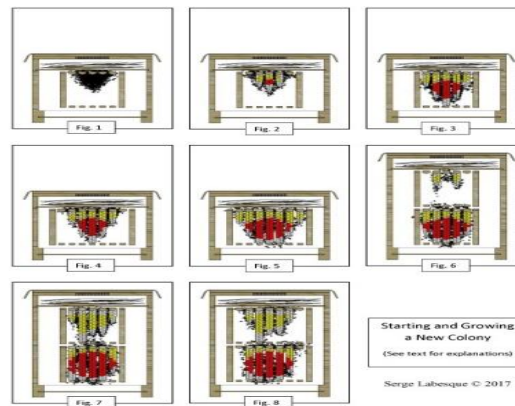 Fig. 1
Fig. 2
Fig. 3
Fig. 4
Fig. 5
Fig. 6
Fig. 7
Fig. 8
Starting and Growing
a New Colony
(See text for explanations)
Serge Labesque © 2017